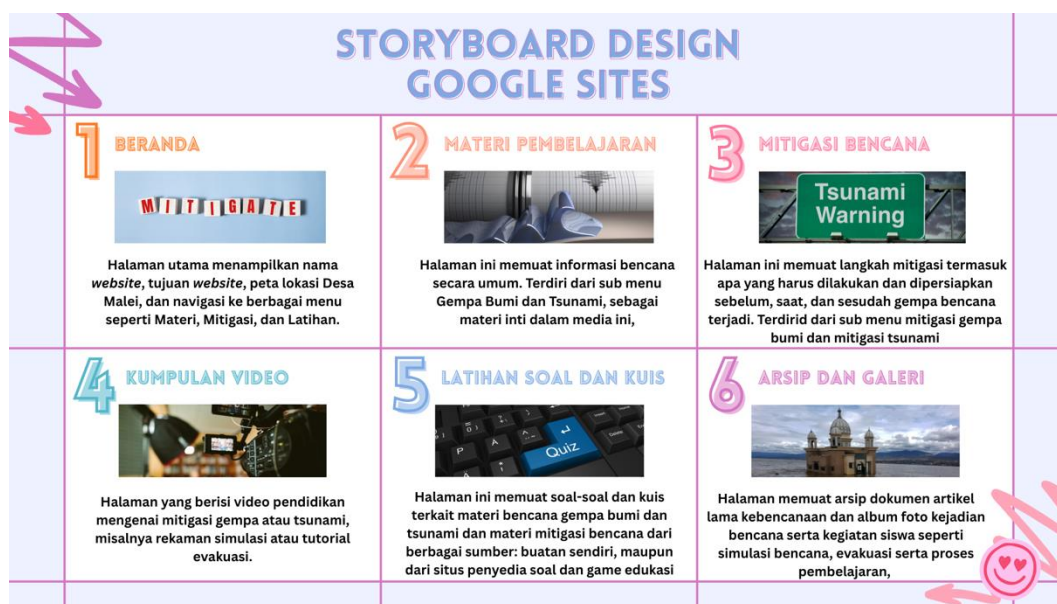 STORYBOARD DESIGN
GOOGLE SITES
1 BERANDA
MITIGATE
Halaman utama menampilkan nama
website, tujuan website, peta lokasi Desa
Malei, dan navigasi ke berbagai menu
seperti Materi, Mitigasi, dan Latihan.
2 MATERI PEMBELAJARAN
Halaman ini memuat informasi bencana
secara umum. Terdiri dari sub menu
Gempa Bumi dan Tsunami, sebagai
materi inti dalam media ini,
3 MITIGASI BENCANA
Tsunami
Warning
Halaman ini memuat langkah mitigasi termasuk
apa yang harus dilakukan dan dipersiapkan
sebelum, saat, dan sesudah gempa bencana
terjadi. Terdirid dari sub menu mitigasi gempa
bumi dan mitigasi tsunami
4 KUMPULAN VIDEO
Halaman yang berisi video pendidikan
mengenai mitigasi gempa atau tsunami,
misalnya rekaman simulasi atau tutorial
evakuasi.
5 LATIHAN SOAL DAN KUIS
P
Quiz
Halaman ini memuat soal-soal dan kuis
terkait materi bencana gempa bumi dan
tsunami dan materi mitigasi bencana dari
berbagai sumber: buatan sendiri, maupun
dari situs penyedia soal dan game edukasi
6 ARSIP DAN GALERI
Halaman memuat arsip dokumen artikel
lama kebencanaan dan album foto kejadian
bencana serta kegiatan siswa seperti
simulasi bencana, evakuasi serta proses
pembelajaran,